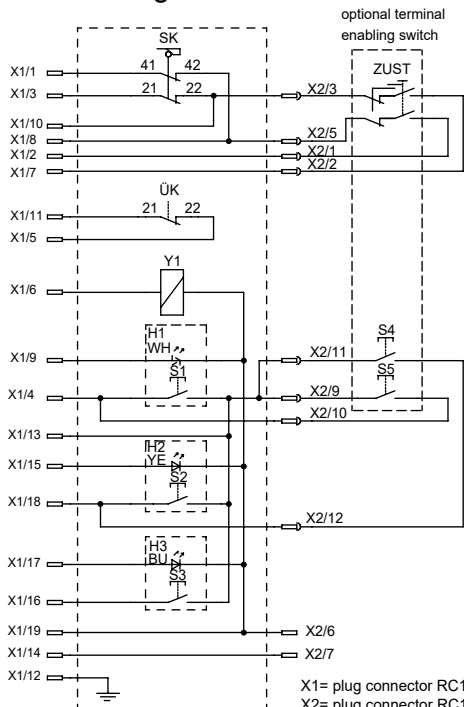 optional terminal
enabling switch
SK
ZUST
X1/1
41
42
X1/3
21
22
X2/3
X1/10
X1/8
X2/5
X1/2
X2/1
X1/7
X2/2
ÜK
X1/11
21
22
X1/5
Y1
X1/6
H1
WH
S4
X1/9
X2/11
S1
S5
X1/4
X2/9
X2/10
X1/13
H2
YE
X1/15
S2
X1/18
X2/12
H3
BU
X1/17
S3
X1/16
X1/19
X2/6
X1/14
X2/7
X1/12
X1= plug connector RC1
X2= plug connector RC1